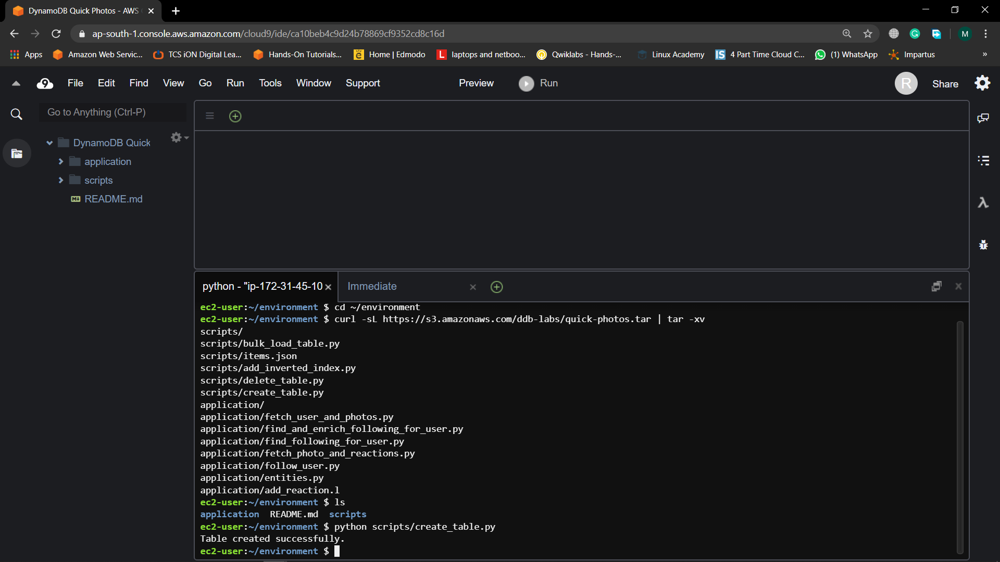 DynamoDB Quick Photos - AWS
ap-south-1.console.aws.amazon.com/cloud9/ide/ca10beb4c9d24b78869cf9352cd8c16d
M
Apps Amazon Web Servic... TCS iON Digital Lea... Hands-On Tutorials... Home | Edmodo laptops and netboo... Qwiklabs - Hands-... Linux Academy 4 Part Time Cloud C... (1) WhatsApp Impartus »
9 File Edit Find View Go Run Tools Window Support Preview Run R Share
Go to Anything (Ctrl-P)
DynamoDB Quick
application
scripts
README.md
python - "ip-172-31-45-10 Immediate
ec2-user:~/environment $ cd ~/environment
ec2-user:~/environment $ curl -sL https://s3.amazonaws.com/ddb-labs/quick-photos.tar | tar -xv
scripts/
scripts/bulk_load_table.py
scripts/items.json
scripts/add_inverted_index.py
scripts/delete_table.py
scripts/create_table.py
application/
application/fetch_user_and_photos.py
application/find_and_enrich_following_for_user.py
application/find_following_for_user.py
application/fetch_photo_and_reactions.py
application/follow_user.py
application/entities.py
application/add_reaction.l
ec2-user:~/environment $ ls
application README.md scripts
ec2-user:~/environment $ python scripts/create_table.py
Table created successfully.
ec2-user:~/environment $